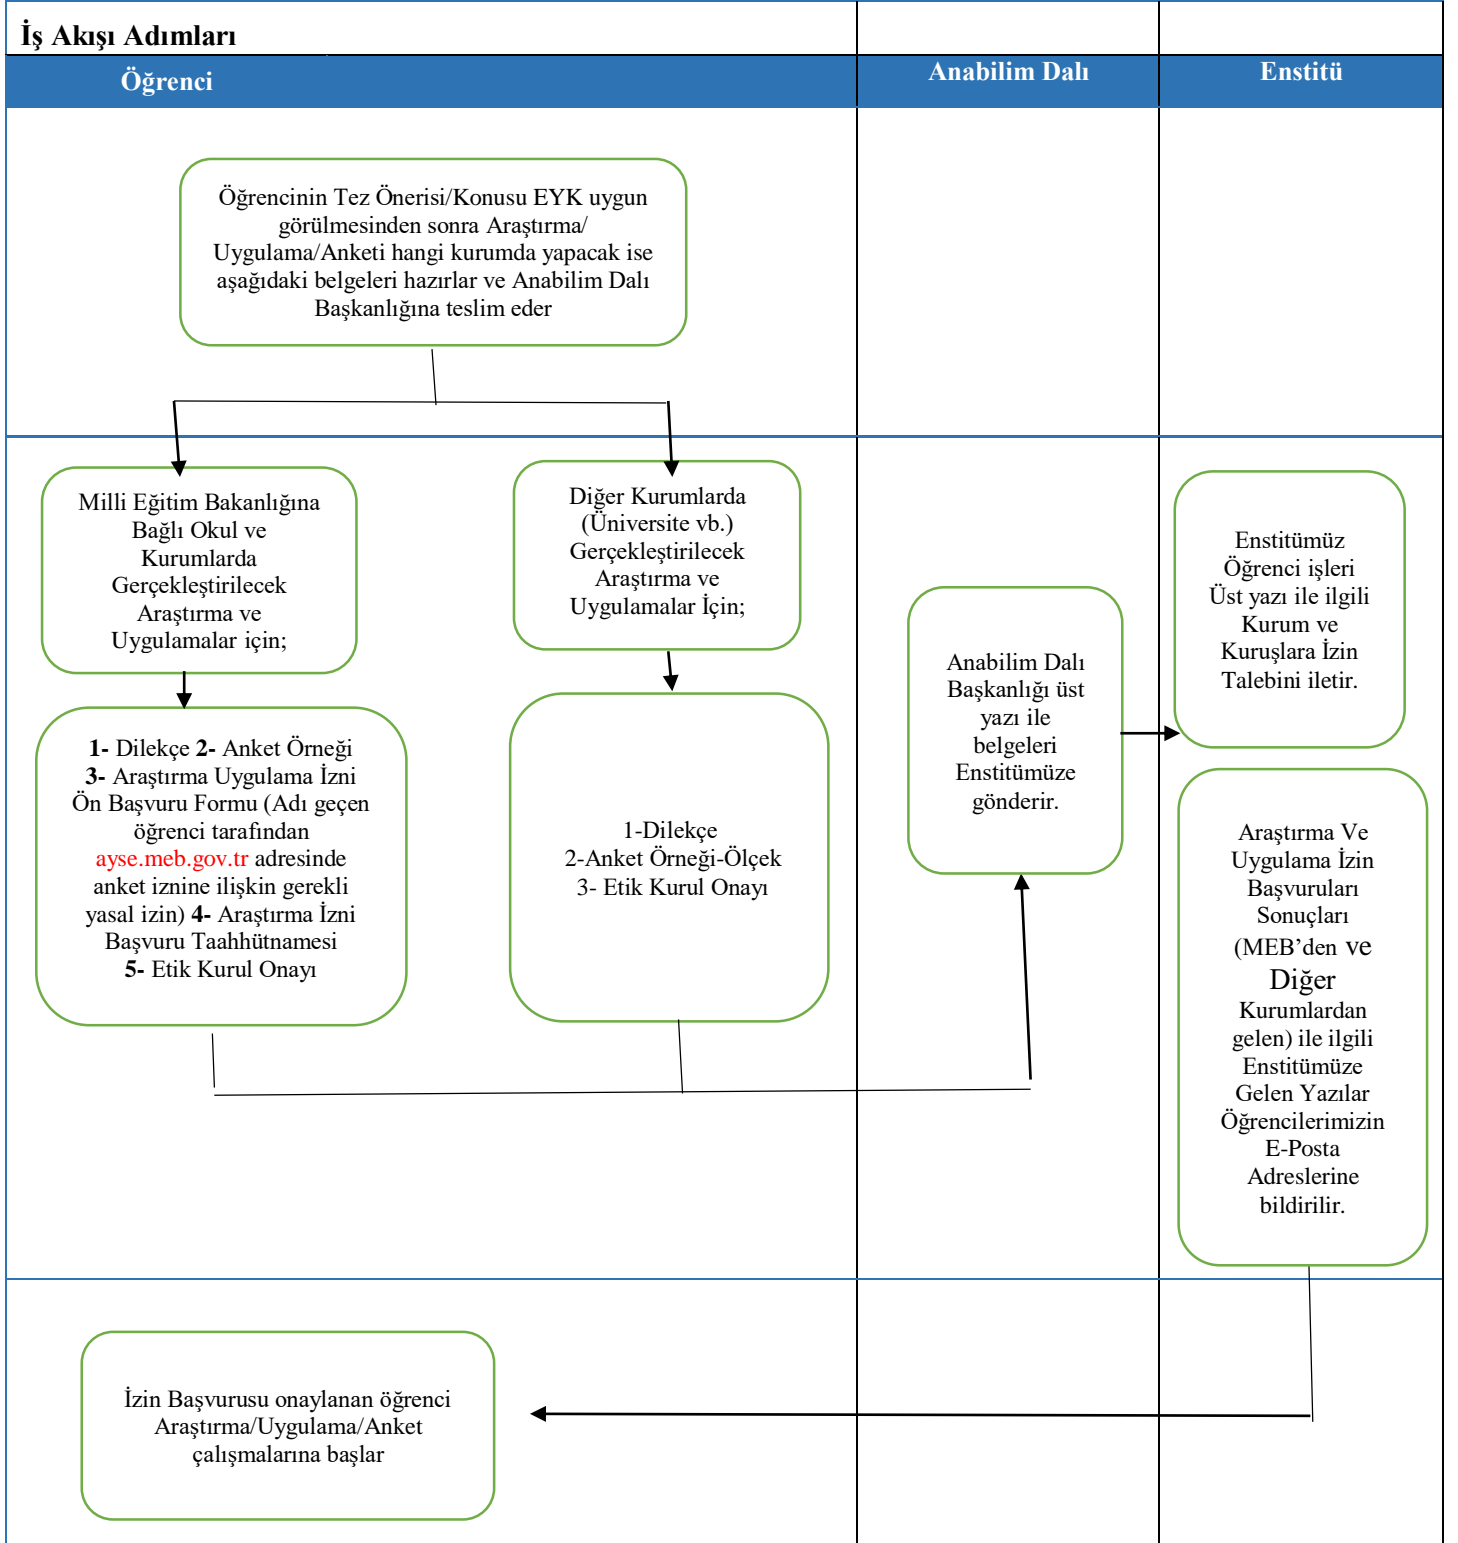 İş Akışı Adımları
Öğrenci
Anabilim Dalı
Enstitü
Öğrencinin Tez Önerisi/Konusu EYK uygun
görülmesinden sonra Araştırma/
Uygulama/Anketi hangi kurumda yapacak ise
aşağıdaki belgeleri hazırlar ve Anabilim Dalı
Başkanlığına teslim eder
Milli Eğitim Bakanlığına
Bağlı Okul ve
Kurumlarda
Gerçekleştirilecek
Araştırma ve
Uygulamalar için;
Diğer Kurumlarda
(Üniversite vb.)
Gerçekleştirilecek
Araştırma ve
Uygulamalar İçin;
1- Dilekçe 2- Anket Örneği
3- Araştırma Uygulama İzni
Ön Başvuru Formu (Adı geçen
öğrenci tarafından
ayse.meb.gov.tr adresinde
anket iznine ilişkin gerekli
yasal izin) 4- Araştırma İzni
Başvuru Taahhütnamesi
5- Etik Kurul Onayı
1-Dilekçe
2-Anket Örneği-Ölçek
3- Etik Kurul Onayı
Anabilim Dalı
Başkanlığı üst
yazı ile
belgeleri
Enstitümüze
gönderir.
Enstitümüz
Öğrenci işleri
Üst yazı ile ilgili
Kurum ve
Kuruşlara İzin
Talebini iletir.
Araştırma Ve
Uygulama İzin
Başvuruları
Sonuçları
(MEB’den ve
Diğer
Kurumlardan
gelen) ile ilgili
Enstitümüze
Gelen Yazılar
Öğrencilerimizin
E-Posta
Adreslerine
bildirilir.
İzin Başvurusu onaylanan öğrenci
Araştırma/Uygulama/Anket
çalışmalarına başlar